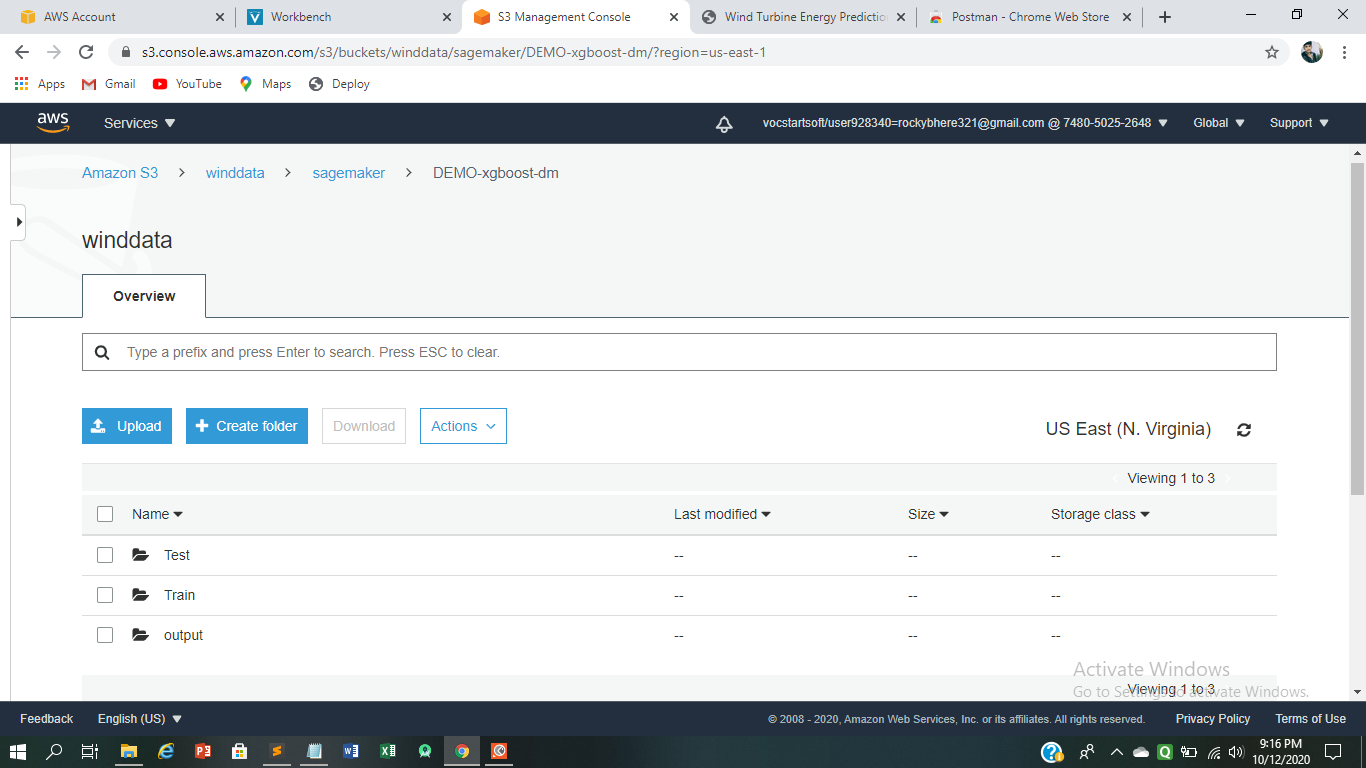 AWS Account
Workbench
S3 Management Console
Wind Turbine Energy Predictio
Postman - Chrome Web Store
s3.console.aws.amazon.com/s3/buckets/winddata/sagemaker/DEMO-xgboost-dm/?region=us-east-1
Apps Gmail YouTube Maps Deploy
aws Services vocstartsoft/user928340=rockybhere321@gmail.com @ 7480-5025-2648 Global Support
Amazon S3 > winddata > sagemaker > DEMO-xgboost-dm
winddata
Overview
Type a prefix and press Enter to search. Press ESC to clear.
Upload + Create folder Download Actions US East (N. Virginia)
Viewing 1 to 3
Name Last modified Size Storage class
Test -- -- --
Train -- -- --
output -- -- --
Activate Windows
Viewing 1 to 3
Go to Settings to activate Windows.
Feedback English (US) © 2008 - 2020, Amazon Web Services, Inc. or its affiliates. All rights reserved. Privacy Policy Terms of Use
9:16 PM
10/12/2020